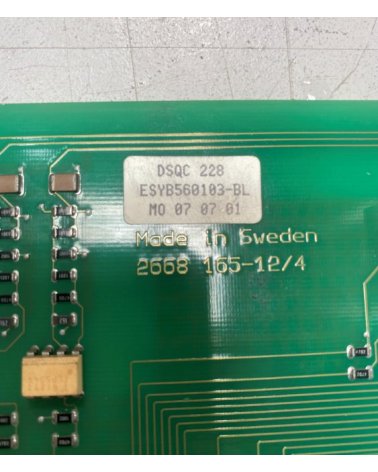 DSQC 228
ESYB560103-BL
MO 07 07 01
Made in Sweden
2668 165-12/4